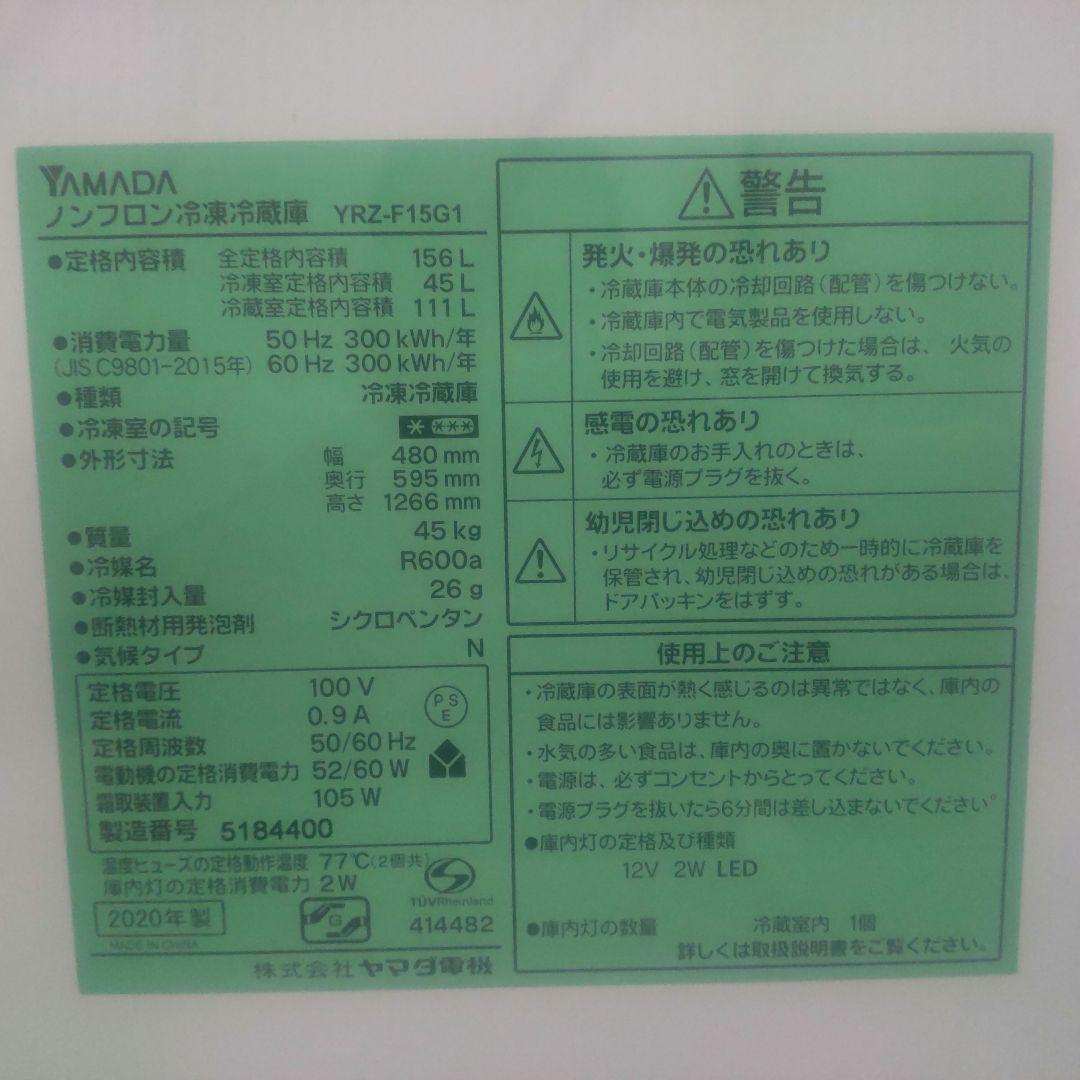 YAMADA
ノンフロン冷凍冷蔵庫 YRZ-F15G1
●定格内容積 全定格内容積 156 L
冷凍室定格内容積 45 L
冷蔵室定格内容積 111 L
●消費電力量 50 Hz 300 kWh/年
(JIS C9801-2015年) 60 Hz 300 kWh/年
●種類 冷凍冷蔵庫
●冷凍室の記号
●外形寸法 幅 480 mm
奥行 595 mm
高さ 1266 mm
●質量 45 kg
●冷媒名 R600a
●冷媒封入量 26 g
●断熱材用発泡剤 シクロペンタン
●気候タイプ N
定格電圧 100 V
定格電流 0.9 A
定格周波数 50/60 Hz
電動機の定格消費電力 52/60 W
霜取装置入力 105 W
製造番号 5184400
PS
E
温度ヒューズの定格動作温度 77℃(2個共)
庫内灯の定格消費電力 2 W
TÜVRheinland
2020年製 G 414482
MADE IN CHINA
株式会社ヤマダ電機
警告
発火・爆発の恐れあり
・冷蔵庫本体の冷却回路(配管)を傷つけない。
・冷蔵庫内で電気製品を使用しない。
・冷却回路(配管)を傷つけた場合は、火気の
使用を避け、窓を開けて換気する。
感電の恐れあり
・冷蔵庫のお手入れのときは、
必ず電源プラグを抜く。
幼児閉じ込めの恐れあり
・リサイクル処理などのため一時的に冷蔵庫を
保管され、幼児閉じ込めの恐れがある場合は、
ドアパッキンをはずす。
使用上のご注意
・冷蔵庫の表面が熱く感じるのは異常ではなく、庫内の
食品には影響ありません。
・水気の多い食品は、庫内の奥に置かないでください。
・電源は、必ずコンセントからとってください。
・電源プラグを抜いたら6分間は差し込まないでください。
●庫内灯の定格及び種類
12V 2W LED
●庫内灯の数量 冷蔵室内 1個
詳しくは取扱説明書をご覧ください。